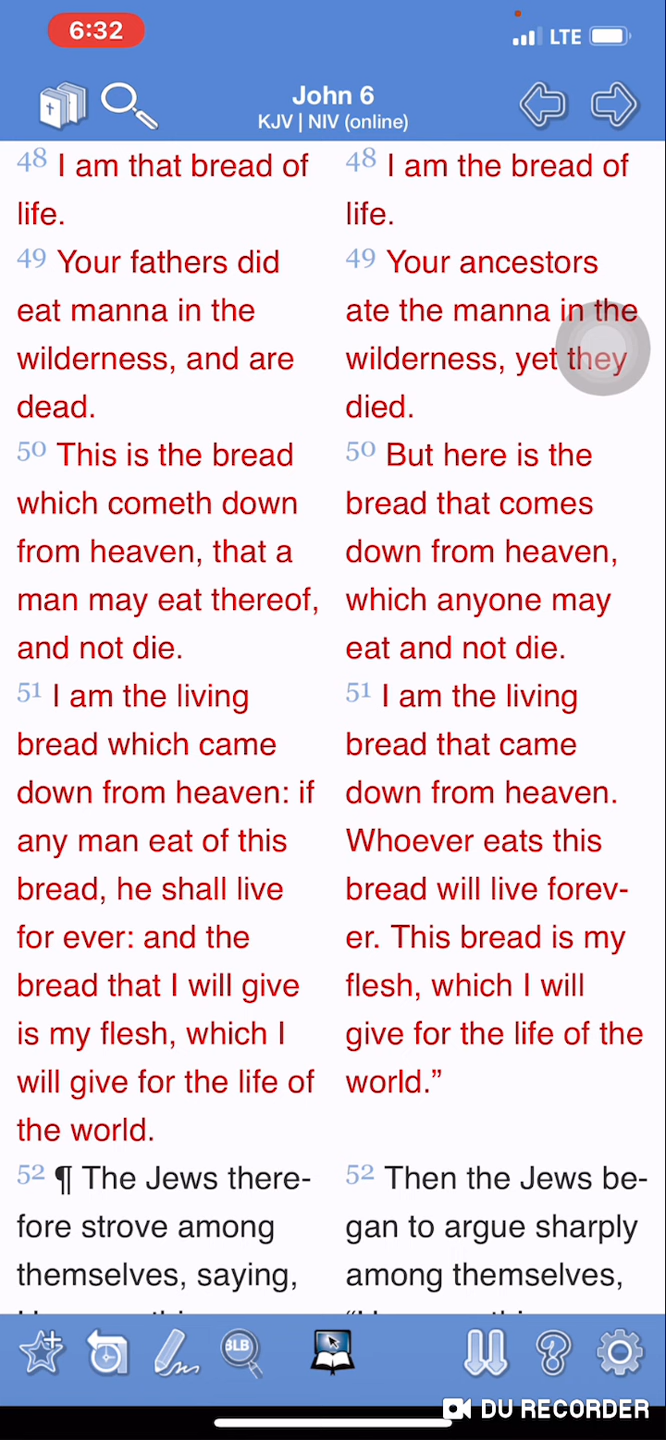 6:32
LTE
John 6
KJV | NIV (online)
48 I am that bread of
life.
49 Your fathers did
eat manna in the
wilderness, and are
dead.
50 This is the bread
which cometh down
from heaven, that a
man may eat thereof,
and not die.
51 I am the living
bread which came
down from heaven: if
any man eat of this
bread, he shall live
for ever: and the
bread that I will give
is my flesh, which I
will give for the life of
the world.
52 ¶ The Jews there-
fore strove among
themselves, saying,
48 I am the bread of
life.
49 Your ancestors
ate the manna in the
wilderness, yet they
died.
50 But here is the
bread that comes
down from heaven,
which anyone may
eat and not die.
51 I am the living
bread that came
down from heaven.
Whoever eats this
bread will live forev-
er. This bread is my
flesh, which I will
give for the life of the
world.”
52 Then the Jews be-
gan to argue sharply
among themselves,
BLB
DU RECORDER